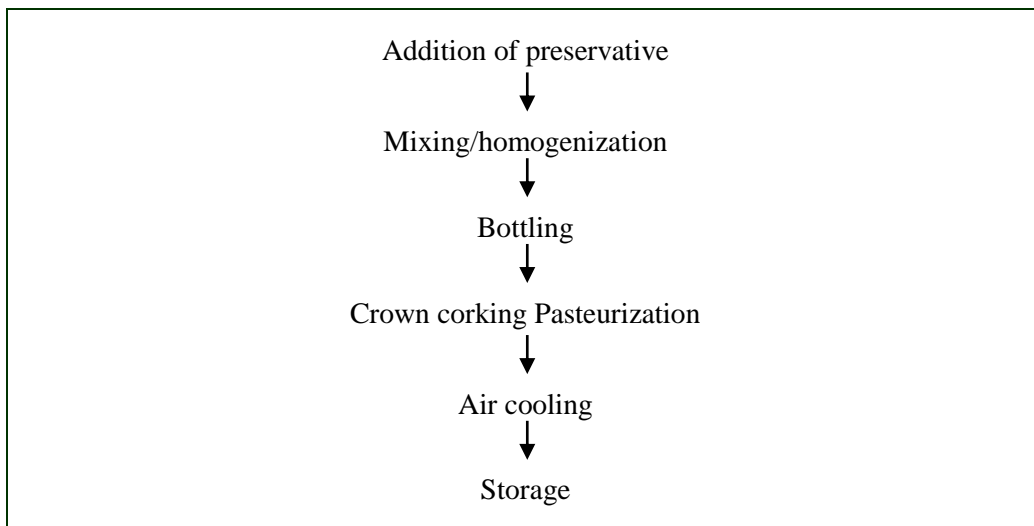 Addition of preservative
Mixing/homogenization
Bottling
Crown corking Pasteurization
Air cooling
Storage